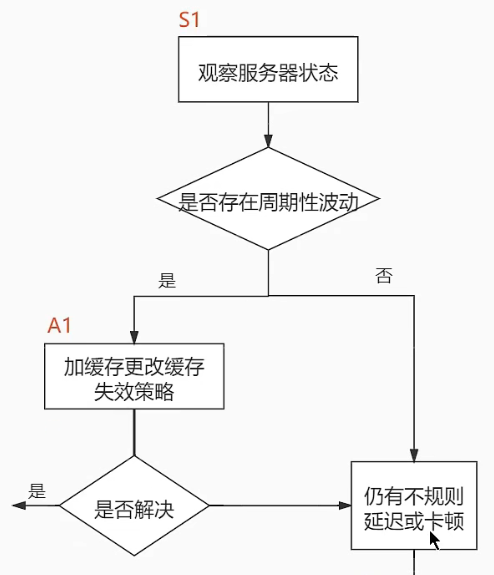 S1
观察服务器状态
是否存在周期性波动
是
否
A1
加缓存更改缓存
失效策略
是
是否解决
仍有不规则
延迟或卡顿